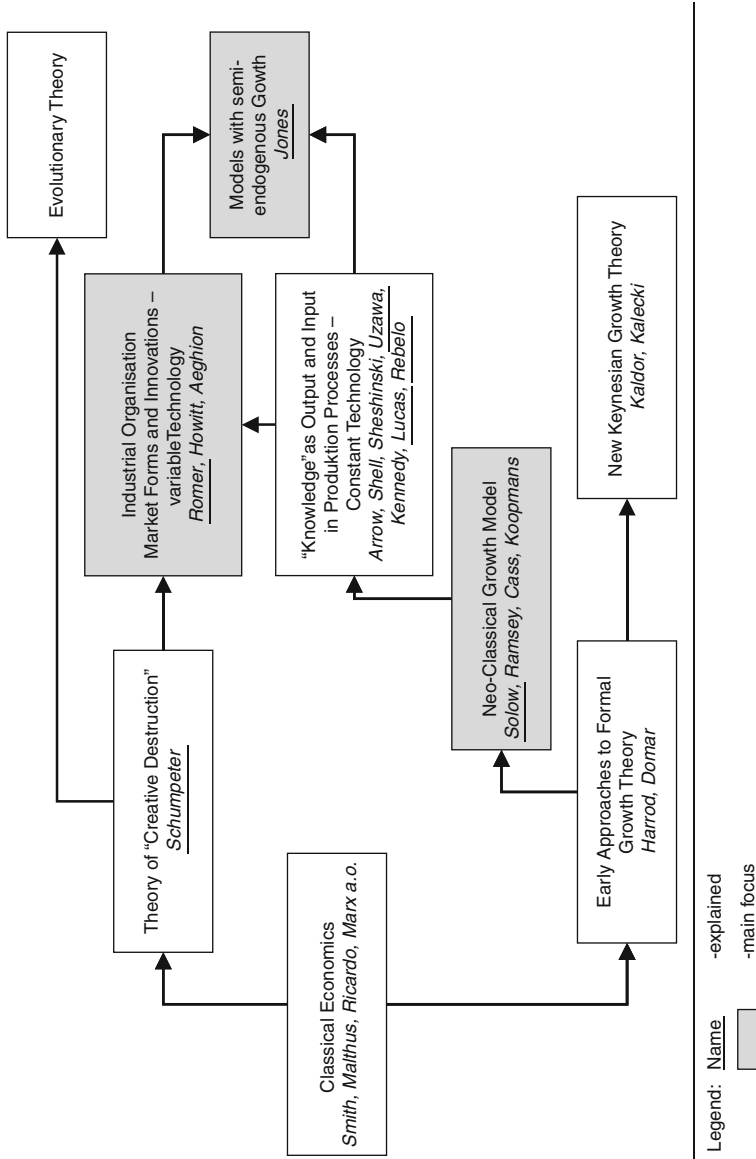 Classical Economics
Smith, Malthus, Ricardo, Marx a.o.
Theory of "Creative Destruction"
Schumpeter
Early Approaches to Formal
Growth Theory
Harrod, Domar
Neo-Classical Growth Model
Solow, Ramsey, Cass, Koopmans
Industrial Organisation
Market Forms and Innovations –
variableTechnology
Romer, Howitt, Aeghion
"Knowledge"as Output and Input
in Produktion Processes –
Constant Technology
Arrow, Shell, Sheshinski, Uzawa,
Kennedy, Lucas, Rebelo
New Keynesian Growth Theory
Kaldor, Kalecki
Evolutionary Theory
Models with semi-
endogenous Gowth
Jones
Legend: Name -explained
-main focus